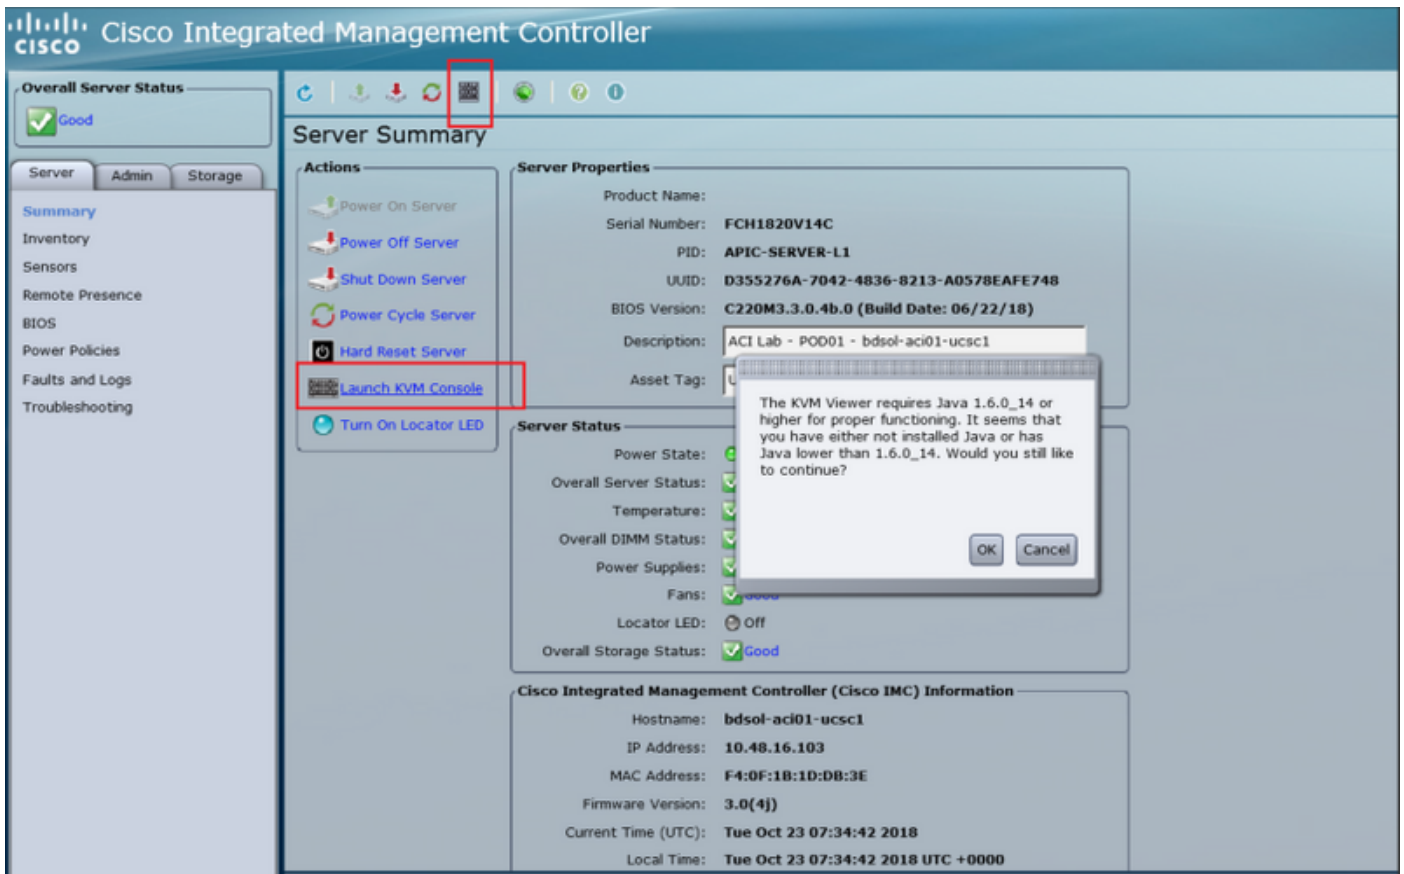 CISCO Cisco Integrated Management Controller
Overall Server Status
Good
Server Admin Storage
Summary
Inventory
Sensors
Remote Presence
BIOS
Power Policies
Faults and Logs
Troubleshooting
Server Summary
Actions
Power On Server
Power Off Server
Shut Down Server
Power Cycle Server
Hard Reset Server
Launch KVM Console
Turn On Locator LED
Server Properties
Product Name:
Serial Number: FCH1820V14C
PID: APIC-SERVER-L1
UUID: D355276A-7042-4836-8213-A0578EAFE748
BIOS Version: C220M3.3.0.4b.0 (Build Date: 06/22/18)
Description: ACI Lab - POD01 - bdsol-aci01-ucsc1
Asset Tag:
The KVM Viewer requires Java 1.6.0_14 or
higher for proper functioning. It seems that
you have either not installed Java or has
Java lower than 1.6.0_14. Would you still like
to continue?
OK Cancel
Server Status
Power State:
Overall Server Status:
Temperature:
Overall DIMM Status:
Power Supplies:
Fans: Good
Locator LED: Off
Overall Storage Status: Good
Cisco Integrated Management Controller (Cisco IMC) Information
Hostname: bdsol-aci01-ucsc1
IP Address: 10.48.16.103
MAC Address: F4:0F:1B:1D:DB:3E
Firmware Version: 3.0(4j)
Current Time (UTC): Tue Oct 23 07:34:42 2018
Local Time: Tue Oct 23 07:34:42 2018 UTC +0000